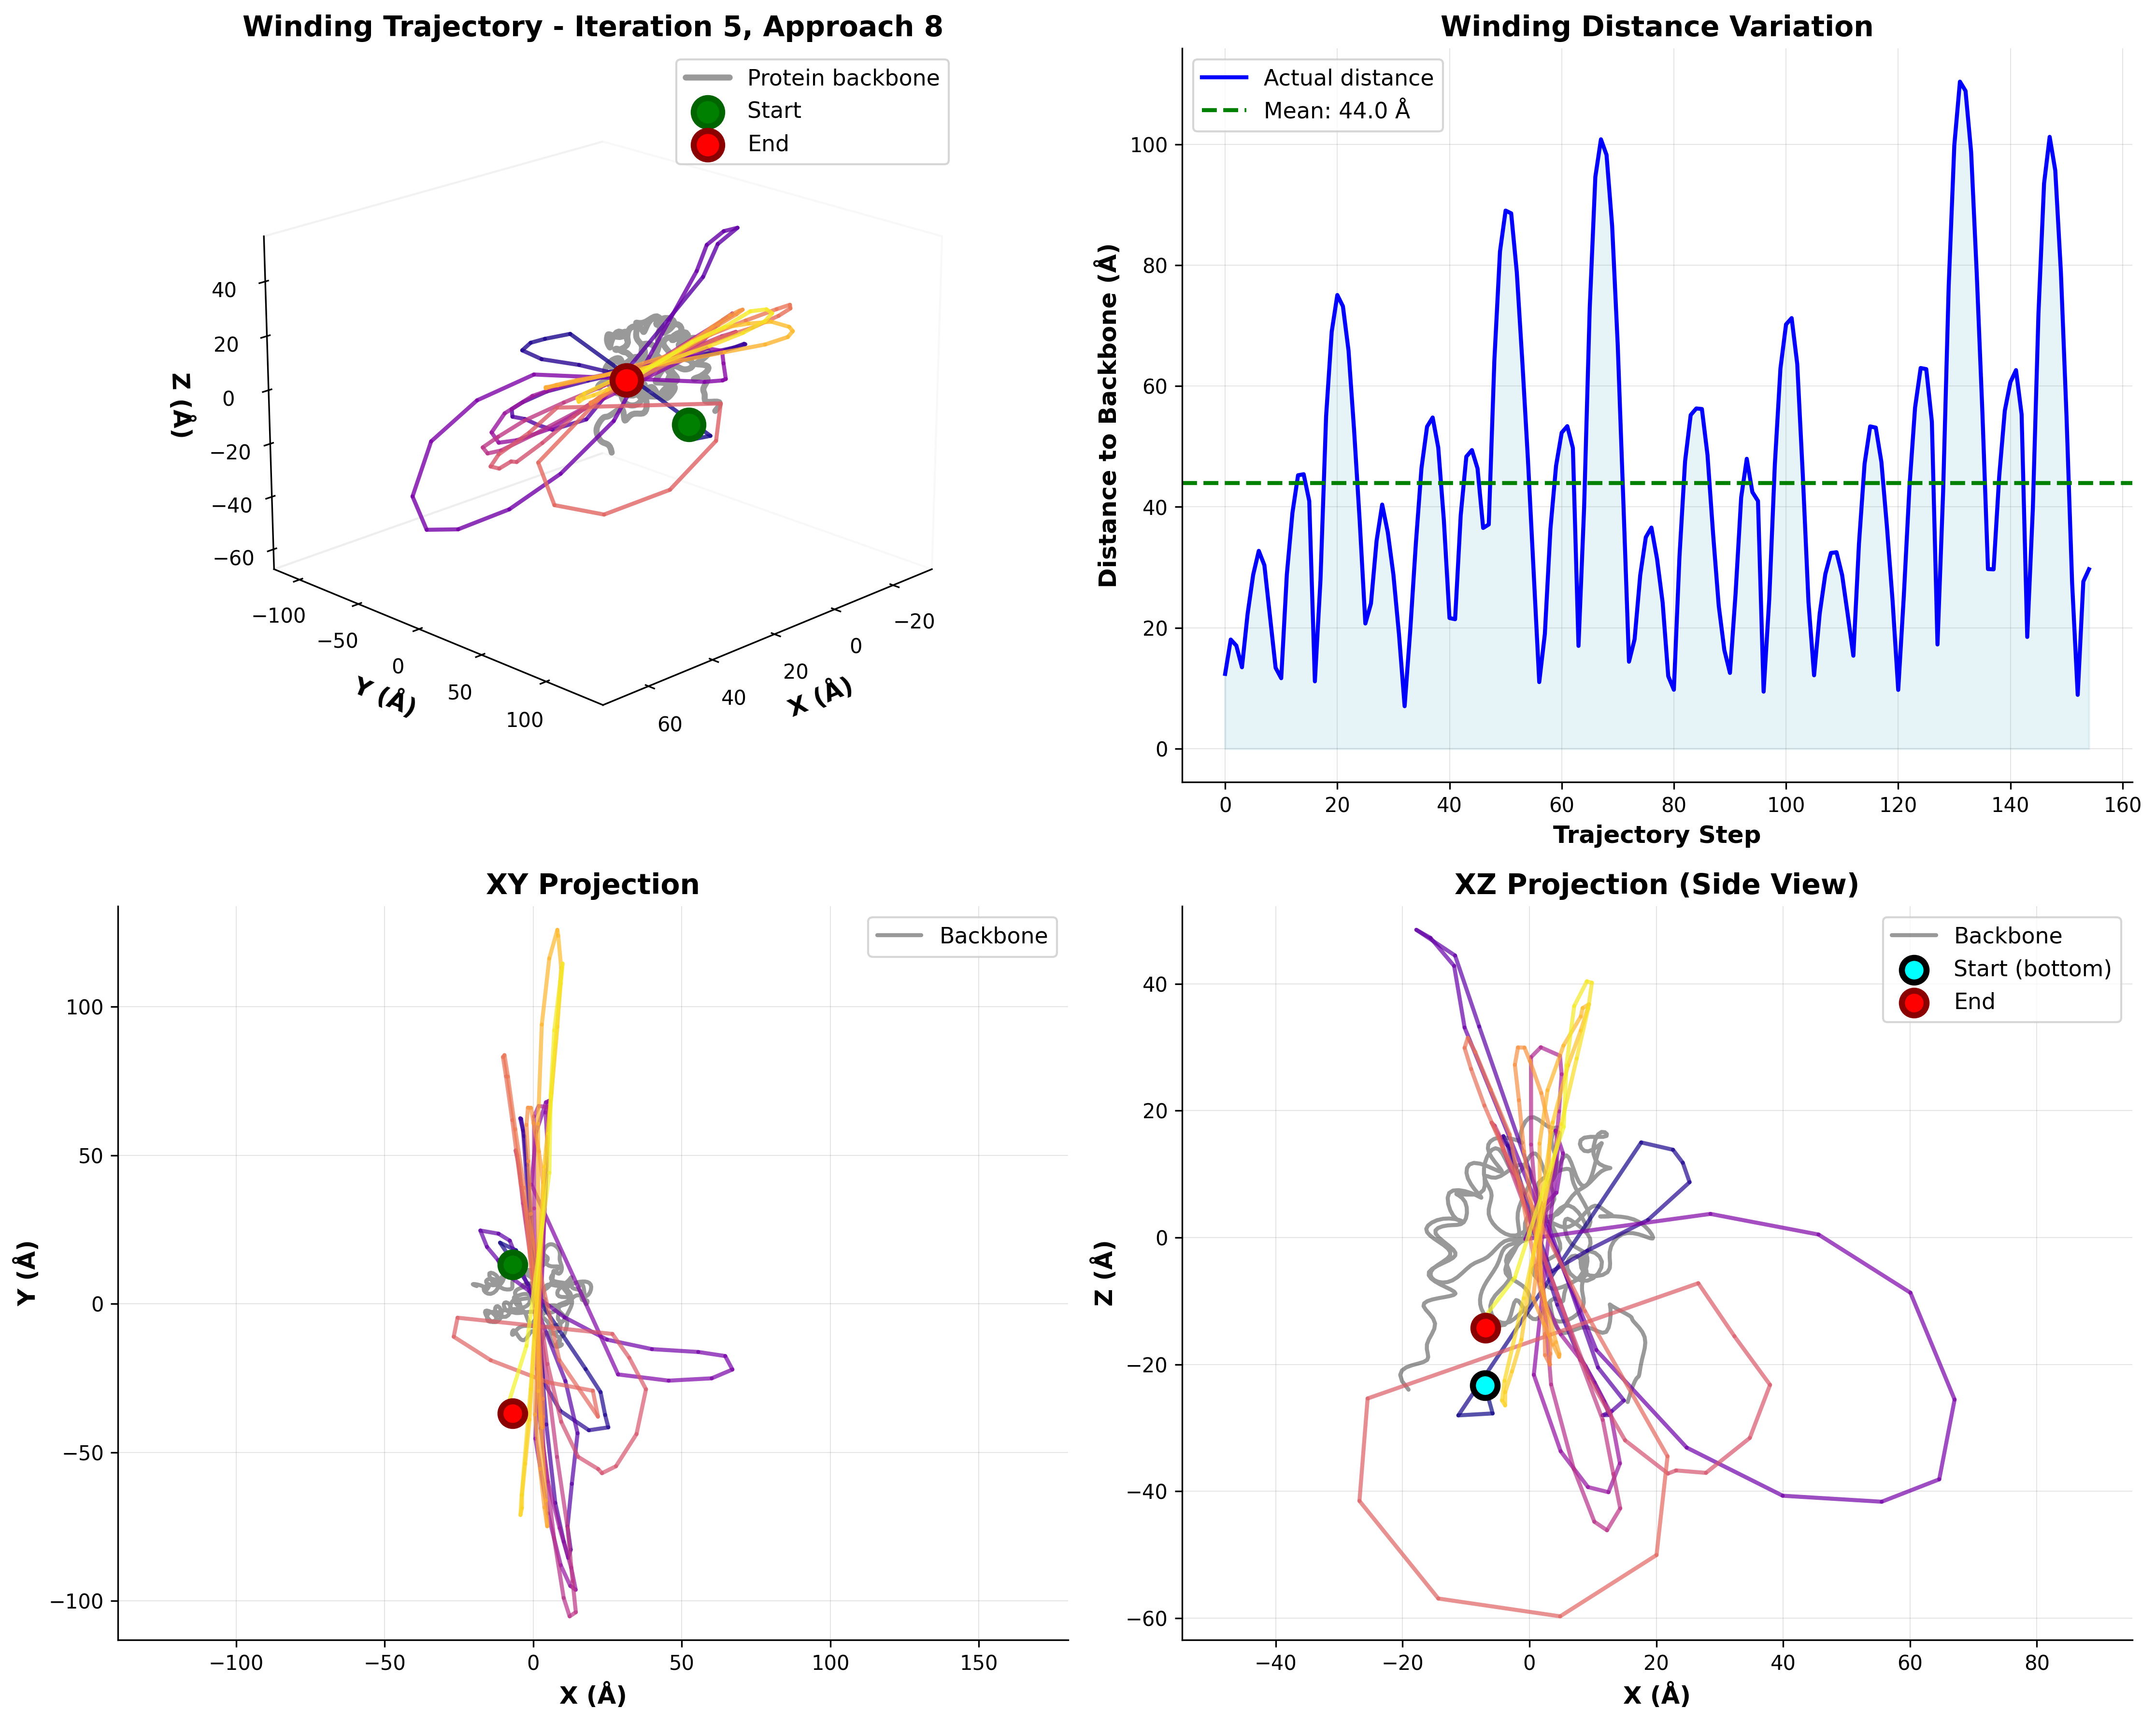 Winding Trajectory - Iteration 5, Approach 8
Protein backbone
Start
End
40
20
0
−20
−40
−60
Z (Å)
−100
−50
0
50
100
Y (Å)
60
40
20
0
−20
X (Å)
Winding Distance Variation
Actual distance
Mean: 44.0 Å
100
80
60
40
20
0
Distance to Backbone (Å)
0 20 40 60 80 100 120 140 160
Trajectory Step
XY Projection
Backbone
100
50
0
−50
−100
Y (Å)
−100 −50 0 50 100 150
X (Å)
XZ Projection (Side View)
Backbone
Start (bottom)
End
40
20
0
−20
−40
−60
Z (Å)
−40 −20 0 20 40 60 80
X (Å)